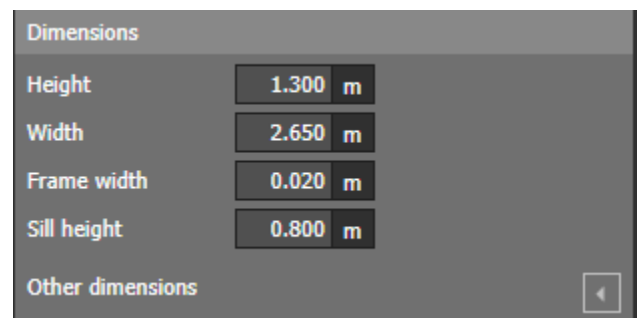 Dimensions
Height 1.300 m
Width 2.650 m
Frame width 0.020 m
Sill height 0.800 m
Other dimensions